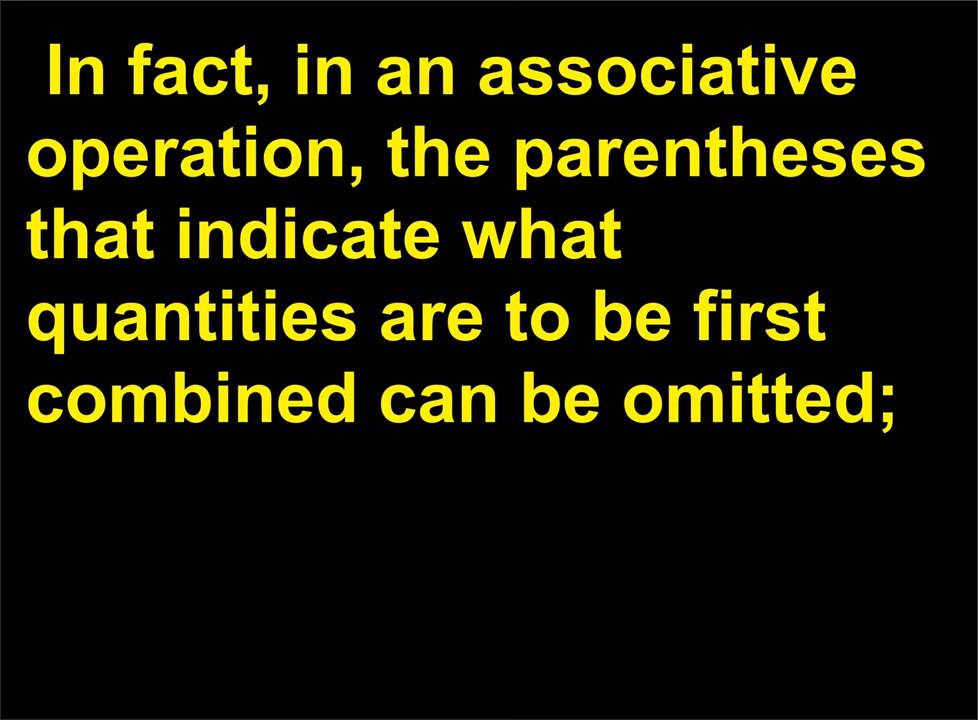 In fact, in an associative
operation, the parentheses
that indicate what
quantities are to be first
combined can be omitted;